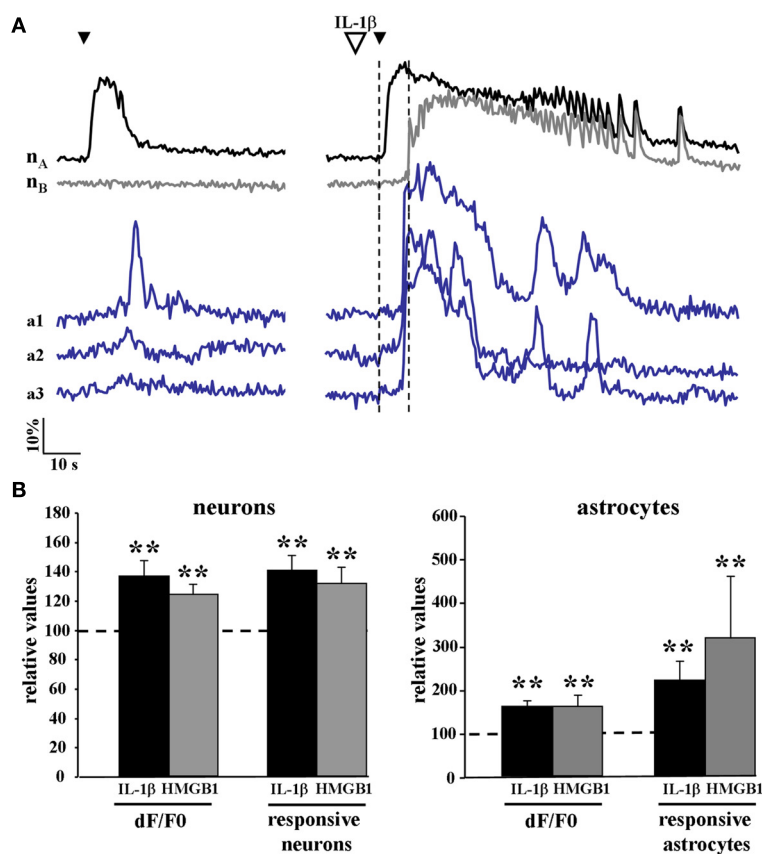 A
IL-1β
nA
nB
a1
a2
a3
10%
10 s
B
neurons
astrocytes
relative values
180
160
140
120
100
80
60
40
20
0
** ** ** **
IL-1β HMGB1 IL-1β HMGB1
dF/F0
responsive
neurons
relative values
600
500
400
300
200
100
0
** ** ** **
IL-1β HMGB1 IL-1β HMGB1
dF/F0
responsive
astrocytes